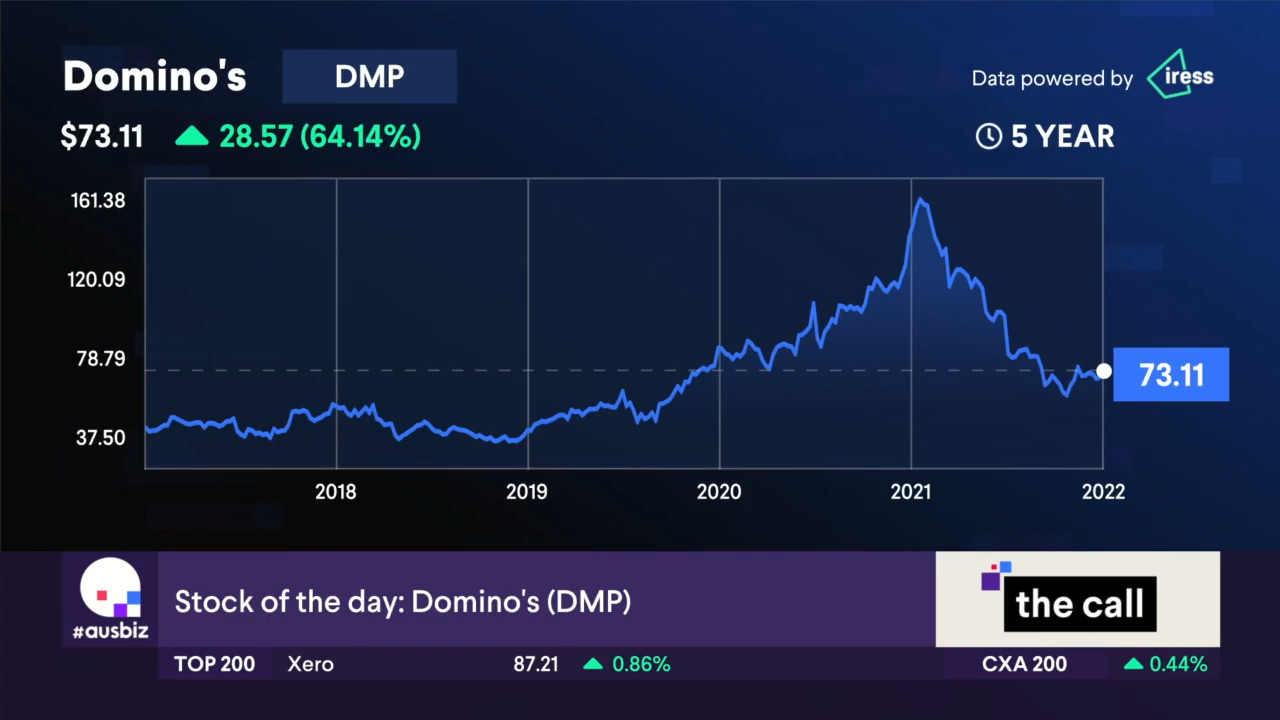 Domino's DMP
Data powered by iress
$73.11 ▲ 28.57 (64.14%)
5 YEAR
161.38
120.09
78.79
37.50
73.11
2018 2019 2020 2021 2022
#ausbiz
Stock of the day: Domino's (DMP)
the call
TOP 200 Xero 87.21 ▲ 0.86%
CXA 200 ▲ 0.44%